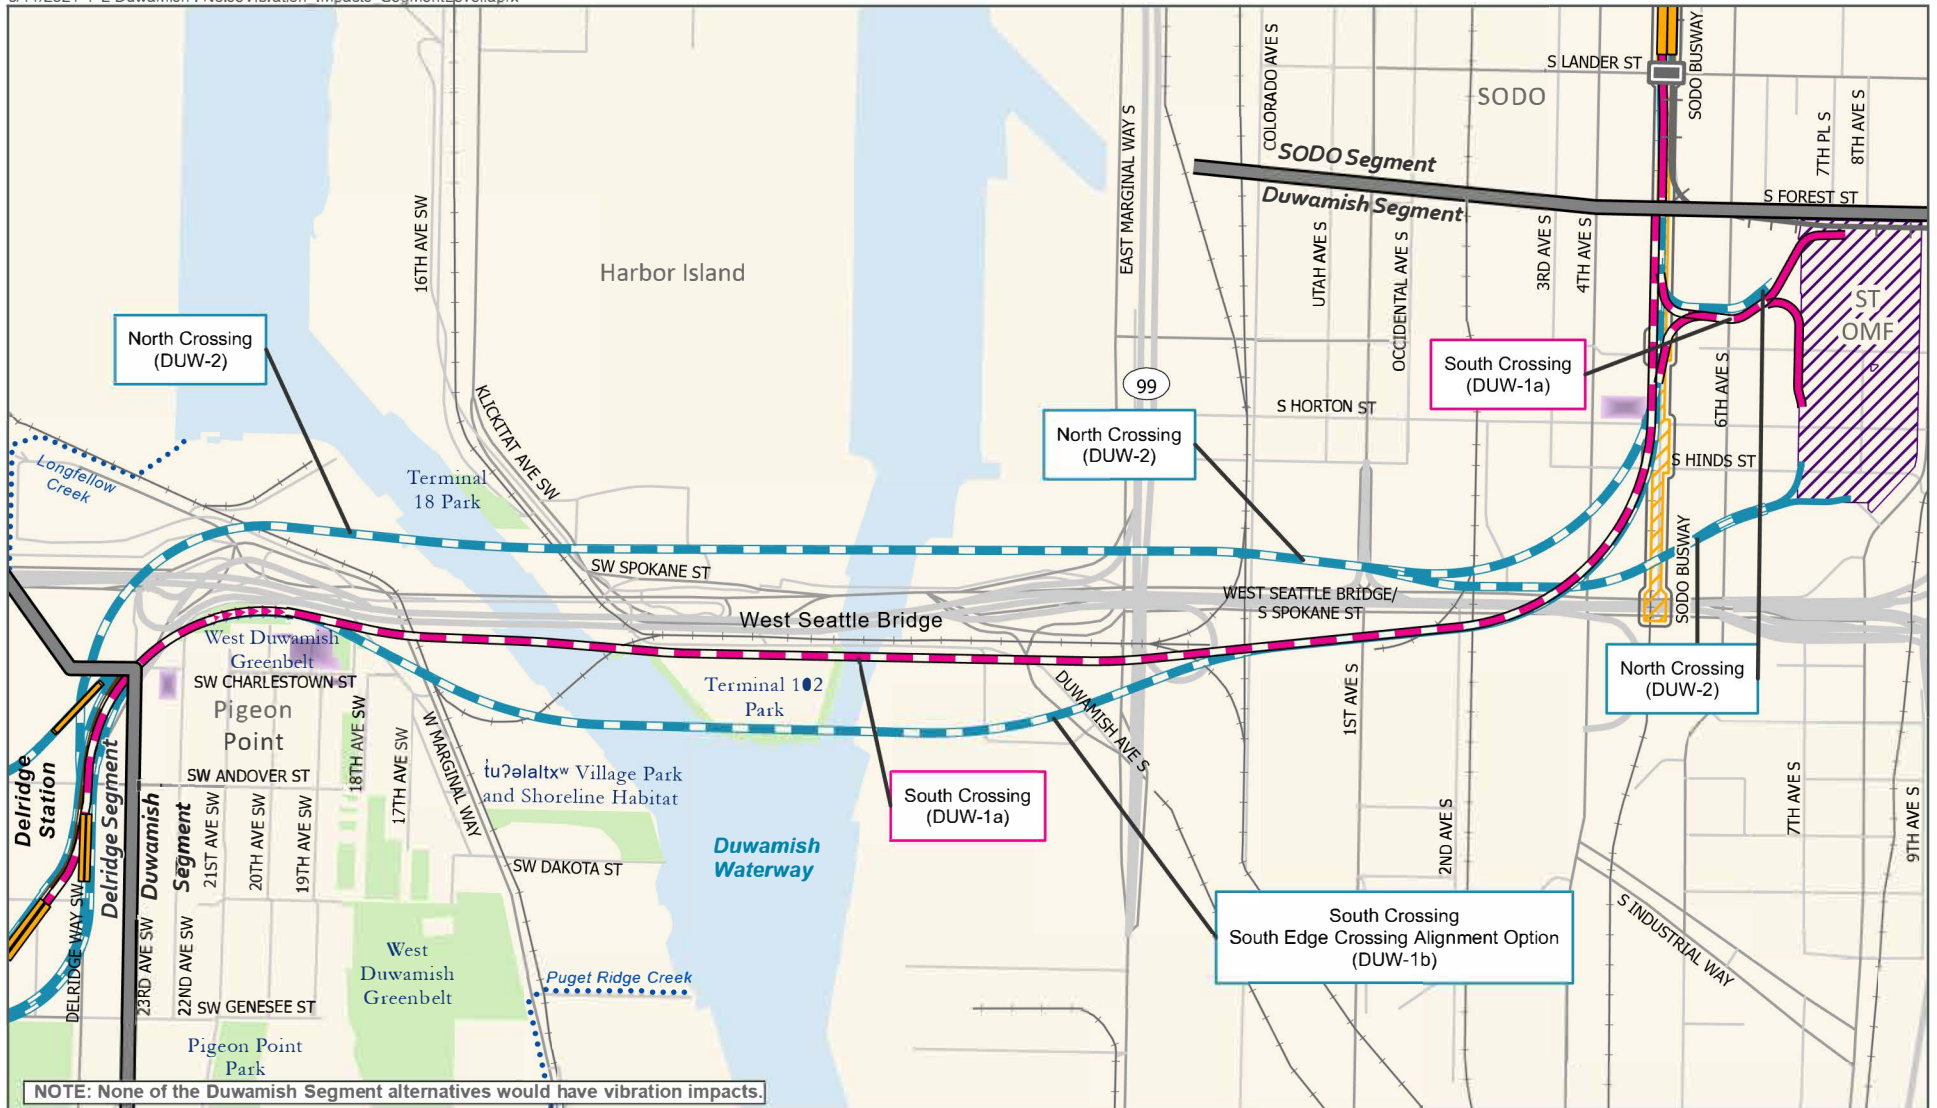 S LANDER ST
SODO BUSWAY
SODO
COLORADO AVE S
EAST MARGINAL WAY S
7TH PL S
8TH AVE S
SODO Segment
Duwamish Segment
S FOREST ST
16TH AVE SW
Harbor Island
UTAH AVE S
OCCIDENTAL AVE S
3RD AVE S
4TH AVE S
ST
OMF
North Crossing
(DUW-2)
South Crossing
(DUW-1a)
99
6TH AVE S
S HORTON ST
KLICKITAT AVE SW
North Crossing
(DUW-2)
Longfellow
Creek
Terminal
18 Park
S HINDS ST
SODO BUSWAY
SW SPOKANE ST
WEST SEATTLE BRIDGE/
S SPOKANE ST
West Seattle Bridge
West Duwamish
Greenbelt
SW CHARLESTOWN ST
Pigeon
Point
Terminal 102
Park
DUWAMISH AVE S
1ST AVE S
North Crossing
(DUW-2)
18TH AVE SW
17TH AVE SW
W MARGINAL WAY
SW ANDOVER ST
t̓uʔəlaltxʷ Village Park
and Shoreline Habitat
South Crossing
(DUW-1a)
Delridge
Station
Delridge Segment
Duwamish
Segment
21ST AVE SW
20TH AVE SW
19TH AVE SW
2ND AVE S
7TH AVE S
9TH AVE S
Duwamish
Waterway
SW DAKOTA ST
DELRIDGE WAY SW
23RD AVE SW
22ND AVE SW
West
Duwamish
Greenbelt
South Crossing
South Edge Crossing Alignment Option
(DUW-1b)
S INDUSTRIAL WAY
Puget Ridge Creek
SW GENESEE ST
Pigeon Point
Park
NOTE: None of the Duwamish Segment alternatives would have vibration impacts.